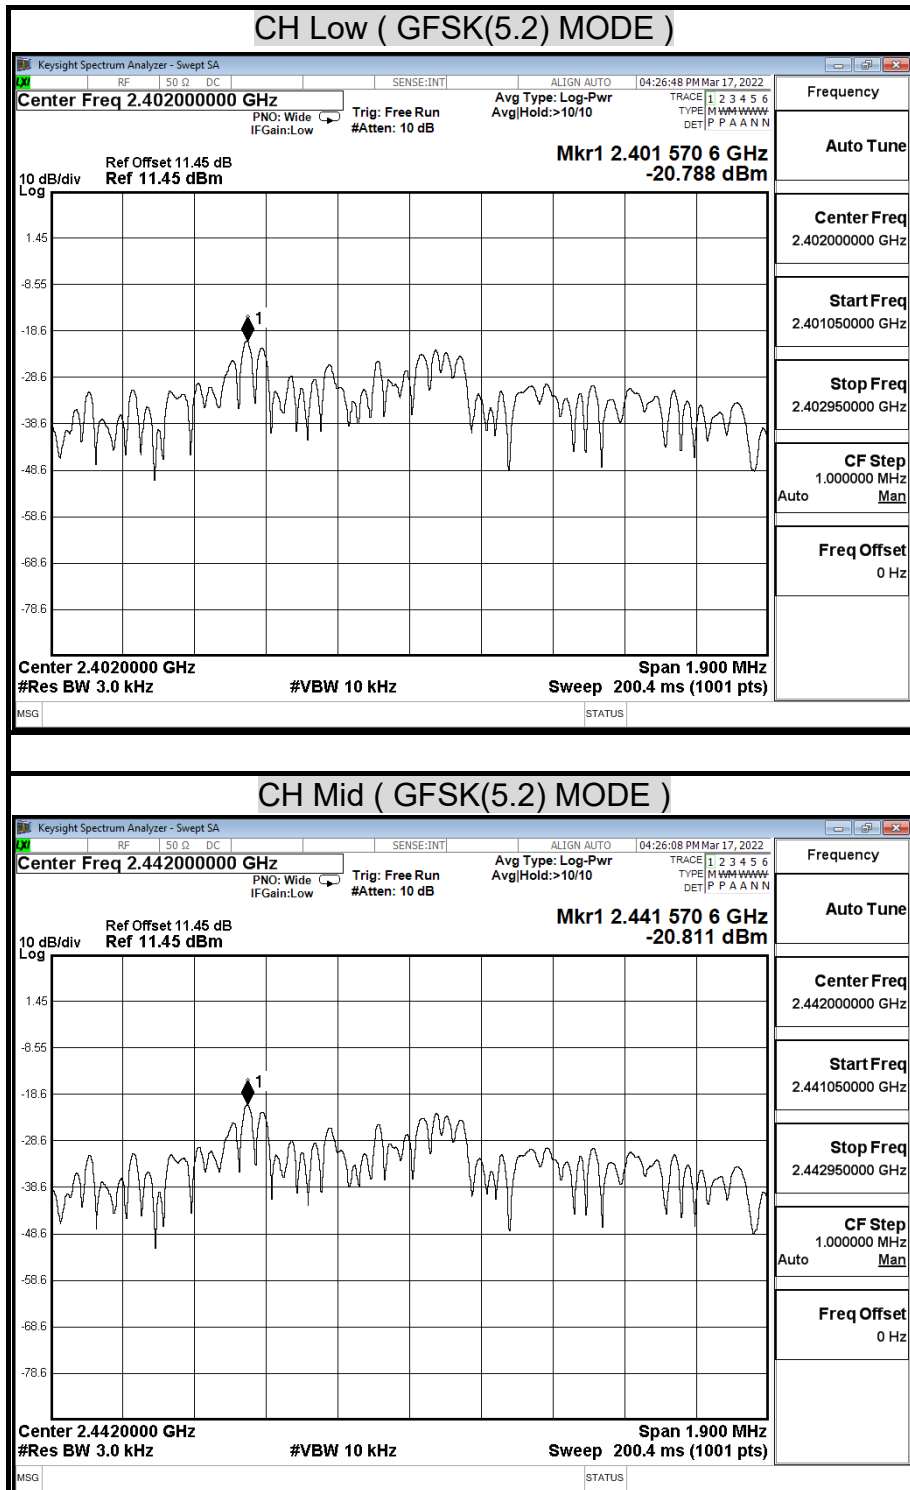 CH Low ( GFSK(5.2) MODE )
Keysight Spectrum Analyzer - Swept SA
LXI RF 50 Ω DC SENSE:INT ALIGN AUTO 04:26:48 PM Mar 17, 2022
Center Freq 2.402000000 GHz
PNO: Wide
IFGain:Low
Trig: Free Run
#Atten: 10 dB
Avg Type: Log-Pwr
Avg|Hold:>10/10
TRACE 1 2 3 4 5 6
TYPE M WM WWWW
DET P P A A N N
Ref Offset 11.45 dB
10 dB/div Ref 11.45 dBm
Log
Mkr1 2.401 570 6 GHz
-20.788 dBm
1
1.45
-8.55
-18.6
-28.6
-38.6
-48.6
-58.6
-68.6
-78.6
Center 2.4020000 GHz Span 1.900 MHz
#Res BW 3.0 kHz #VBW 10 kHz Sweep 200.4 ms (1001 pts)
MSG STATUS
Frequency
Auto Tune
Center Freq
2.402000000 GHz
Start Freq
2.401050000 GHz
Stop Freq
2.402950000 GHz
CF Step
1.000000 MHz
Auto Man
Freq Offset
0 Hz
CH Mid ( GFSK(5.2) MODE )
Keysight Spectrum Analyzer - Swept SA
LXI RF 50 Ω DC SENSE:INT ALIGN AUTO 04:26:08 PM Mar 17, 2022
Center Freq 2.442000000 GHz
PNO: Wide
IFGain:Low
Trig: Free Run
#Atten: 10 dB
Avg Type: Log-Pwr
Avg|Hold:>10/10
TRACE 1 2 3 4 5 6
TYPE M WM WWWW
DET P P A A N N
Ref Offset 11.45 dB
10 dB/div Ref 11.45 dBm
Log
Mkr1 2.441 570 6 GHz
-20.811 dBm
1
1.45
-8.55
-18.6
-28.6
-38.6
-48.6
-58.6
-68.6
-78.6
Center 2.4420000 GHz Span 1.900 MHz
#Res BW 3.0 kHz #VBW 10 kHz Sweep 200.4 ms (1001 pts)
MSG STATUS
Frequency
Auto Tune
Center Freq
2.442000000 GHz
Start Freq
2.441050000 GHz
Stop Freq
2.442950000 GHz
CF Step
1.000000 MHz
Auto Man
Freq Offset
0 Hz